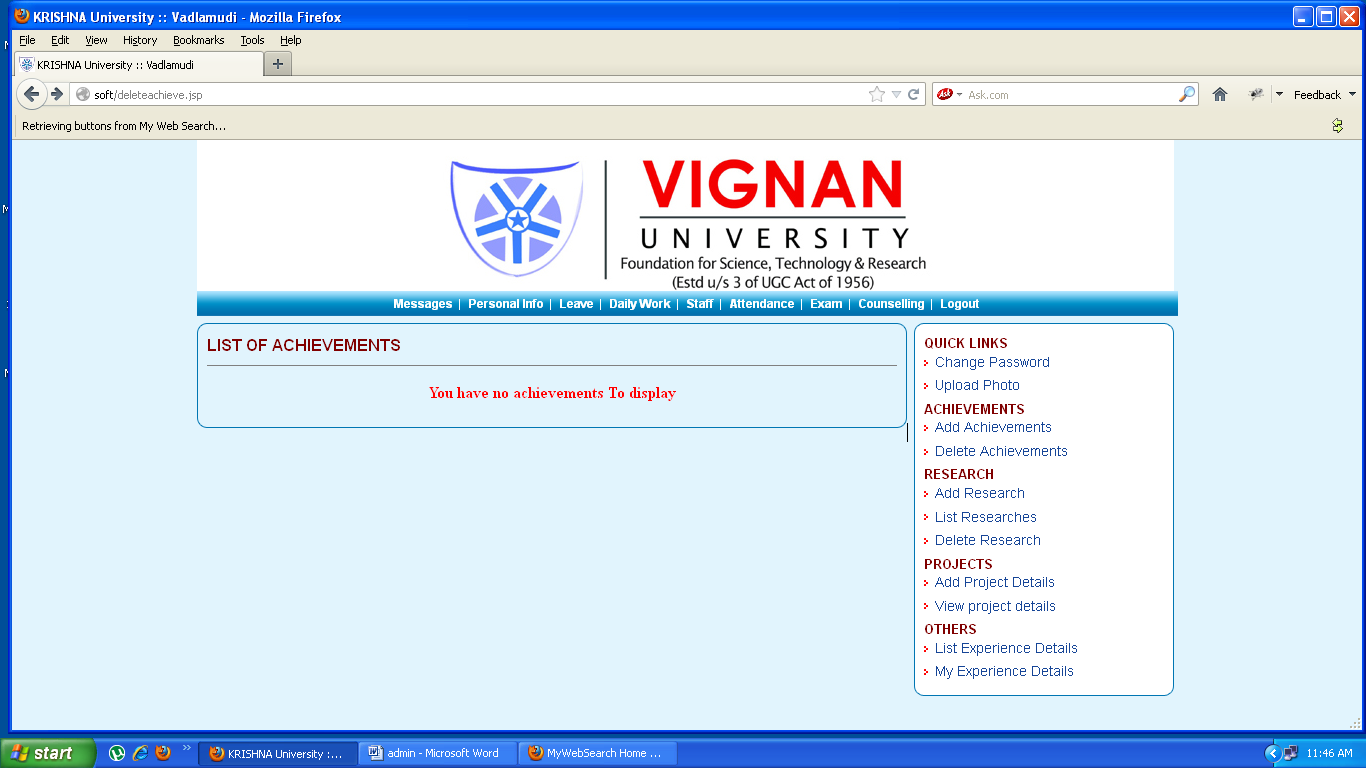 KRISHNA University :: Vadlamudi - Mozilla Firefox
File Edit View History Bookmarks Tools Help
KRISHNA University :: Vadlamudi
soft/deleteachieve.jsp
Ask Ask.com
Feedback
Retrieving buttons from My Web Search...
VIGNAN
UNIVERSITY
Foundation for Science, Technology & Research
(Estd u/s 3 of UGC Act of 1956)
Messages | Personal Info | Leave | Daily Work | Staff | Attendance | Exam | Counselling | Logout
LIST OF ACHIEVEMENTS
You have no achievements To display
QUICK LINKS
Change Password
Upload Photo
ACHIEVEMENTS
Add Achievements
Delete Achievements
RESEARCH
Add Research
List Researches
Delete Research
PROJECTS
Add Project Details
View project details
OTHERS
List Experience Details
My Experience Details
start
KRISHNA University :...
admin - Microsoft Word
MyWebSearch Home ...
11:46 AM